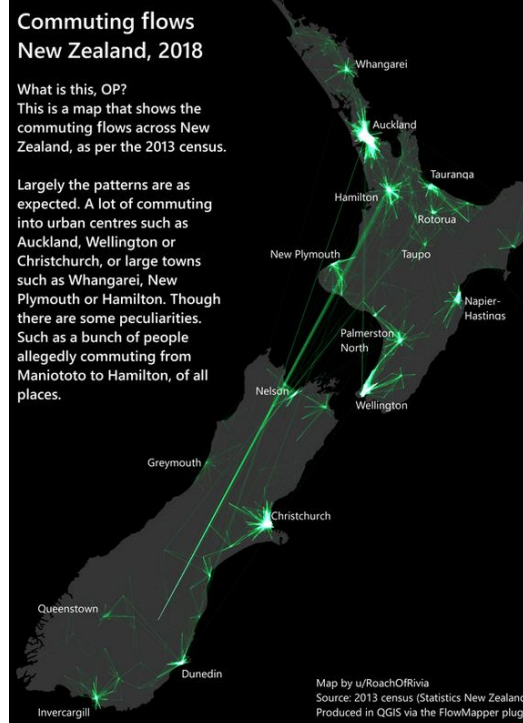 Commuting flows
New Zealand, 2018
What is this, OP?
This is a map that shows the
commuting flows across New
Zealand, as per the 2013 census.
Largely the patterns are as
expected. A lot of commuting
into urban centres such as
Auckland, Wellington or
Christchurch, or large towns
such as Whangarei, New
Plymouth or Hamilton. Though
there are some peculiarities.
Such as a bunch of people
allegedly commuting from
Maniototo to Hamilton, of all
places.
Whangarei
Auckland
Tauranga
Hamilton
Rotorua
New Plymouth
Taupo
Napier-
Hastings
Palmerston
North
Nelson
Wellington
Greymouth
Christchurch
Queenstown
Dunedin
Invercargill
Map by u/RoachOfRivia
Source: 2013 census (Statistics New Zealand
Produced in QGIS via the FlowMapper plug